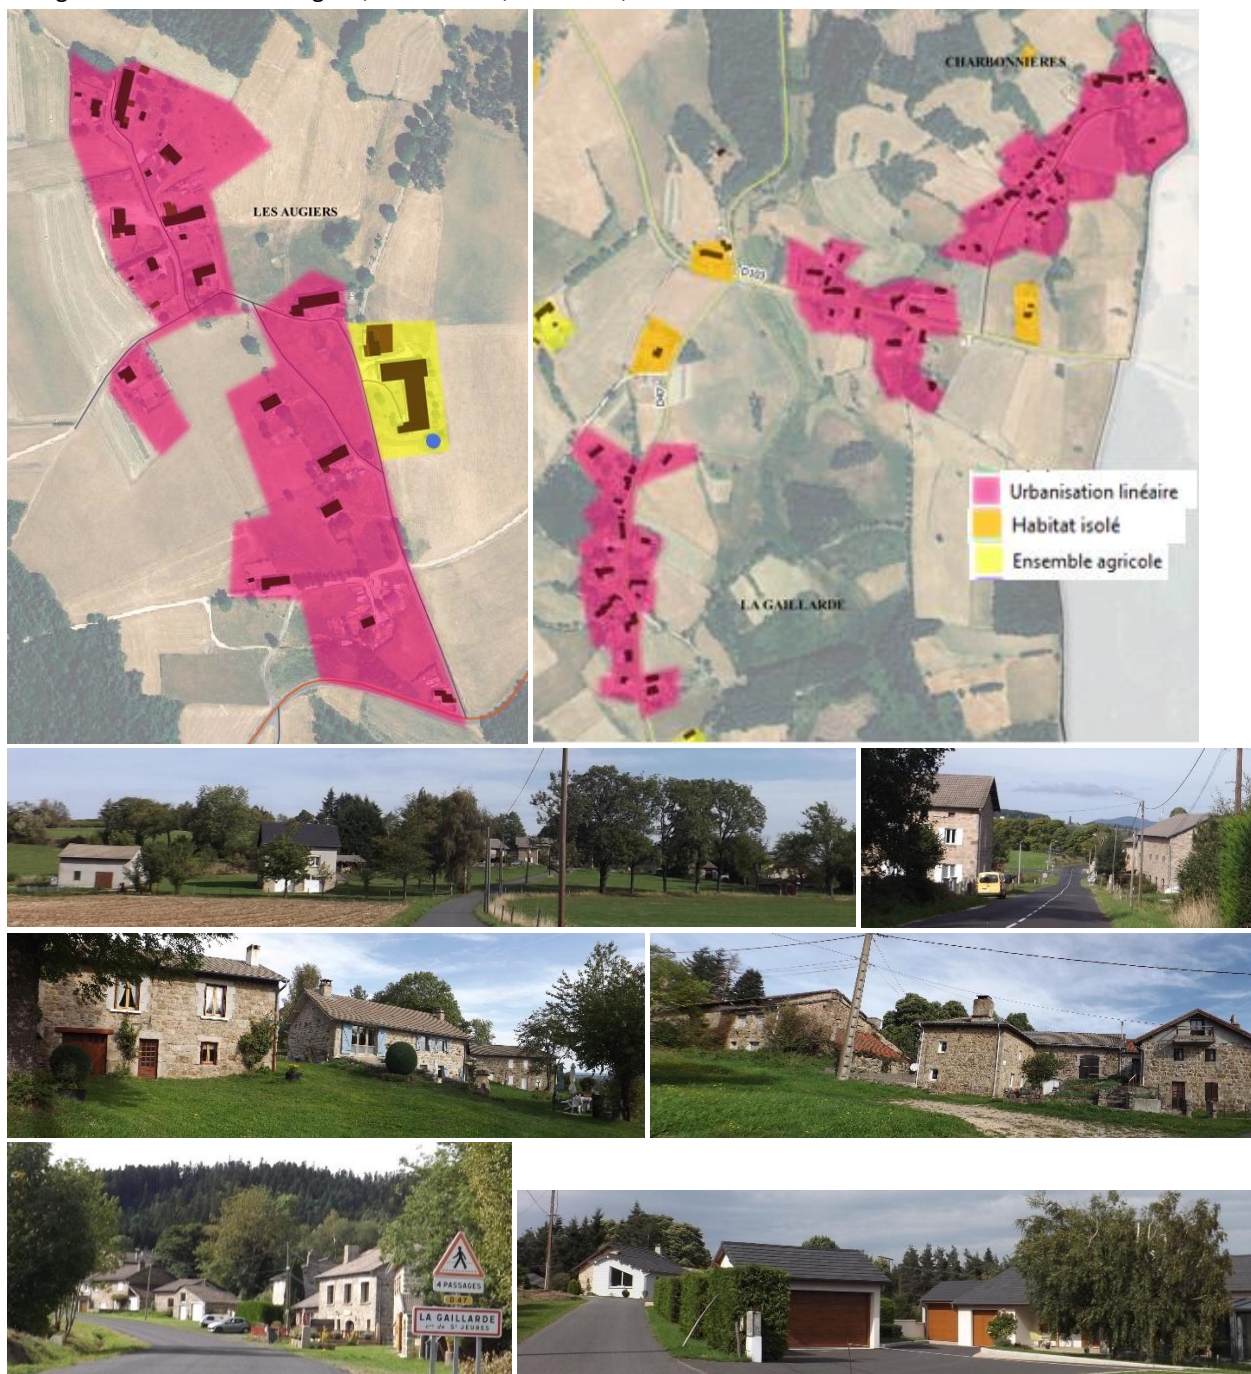 LES AUGIERS
CHARBONNIÈRES
D103
D47
LA GAILLARDE
Urbanisation linéaire
Habitat isolé
Ensemble agricole
4 PASSAGES
D 47
LA GAILLARDE
cne de St JEURES